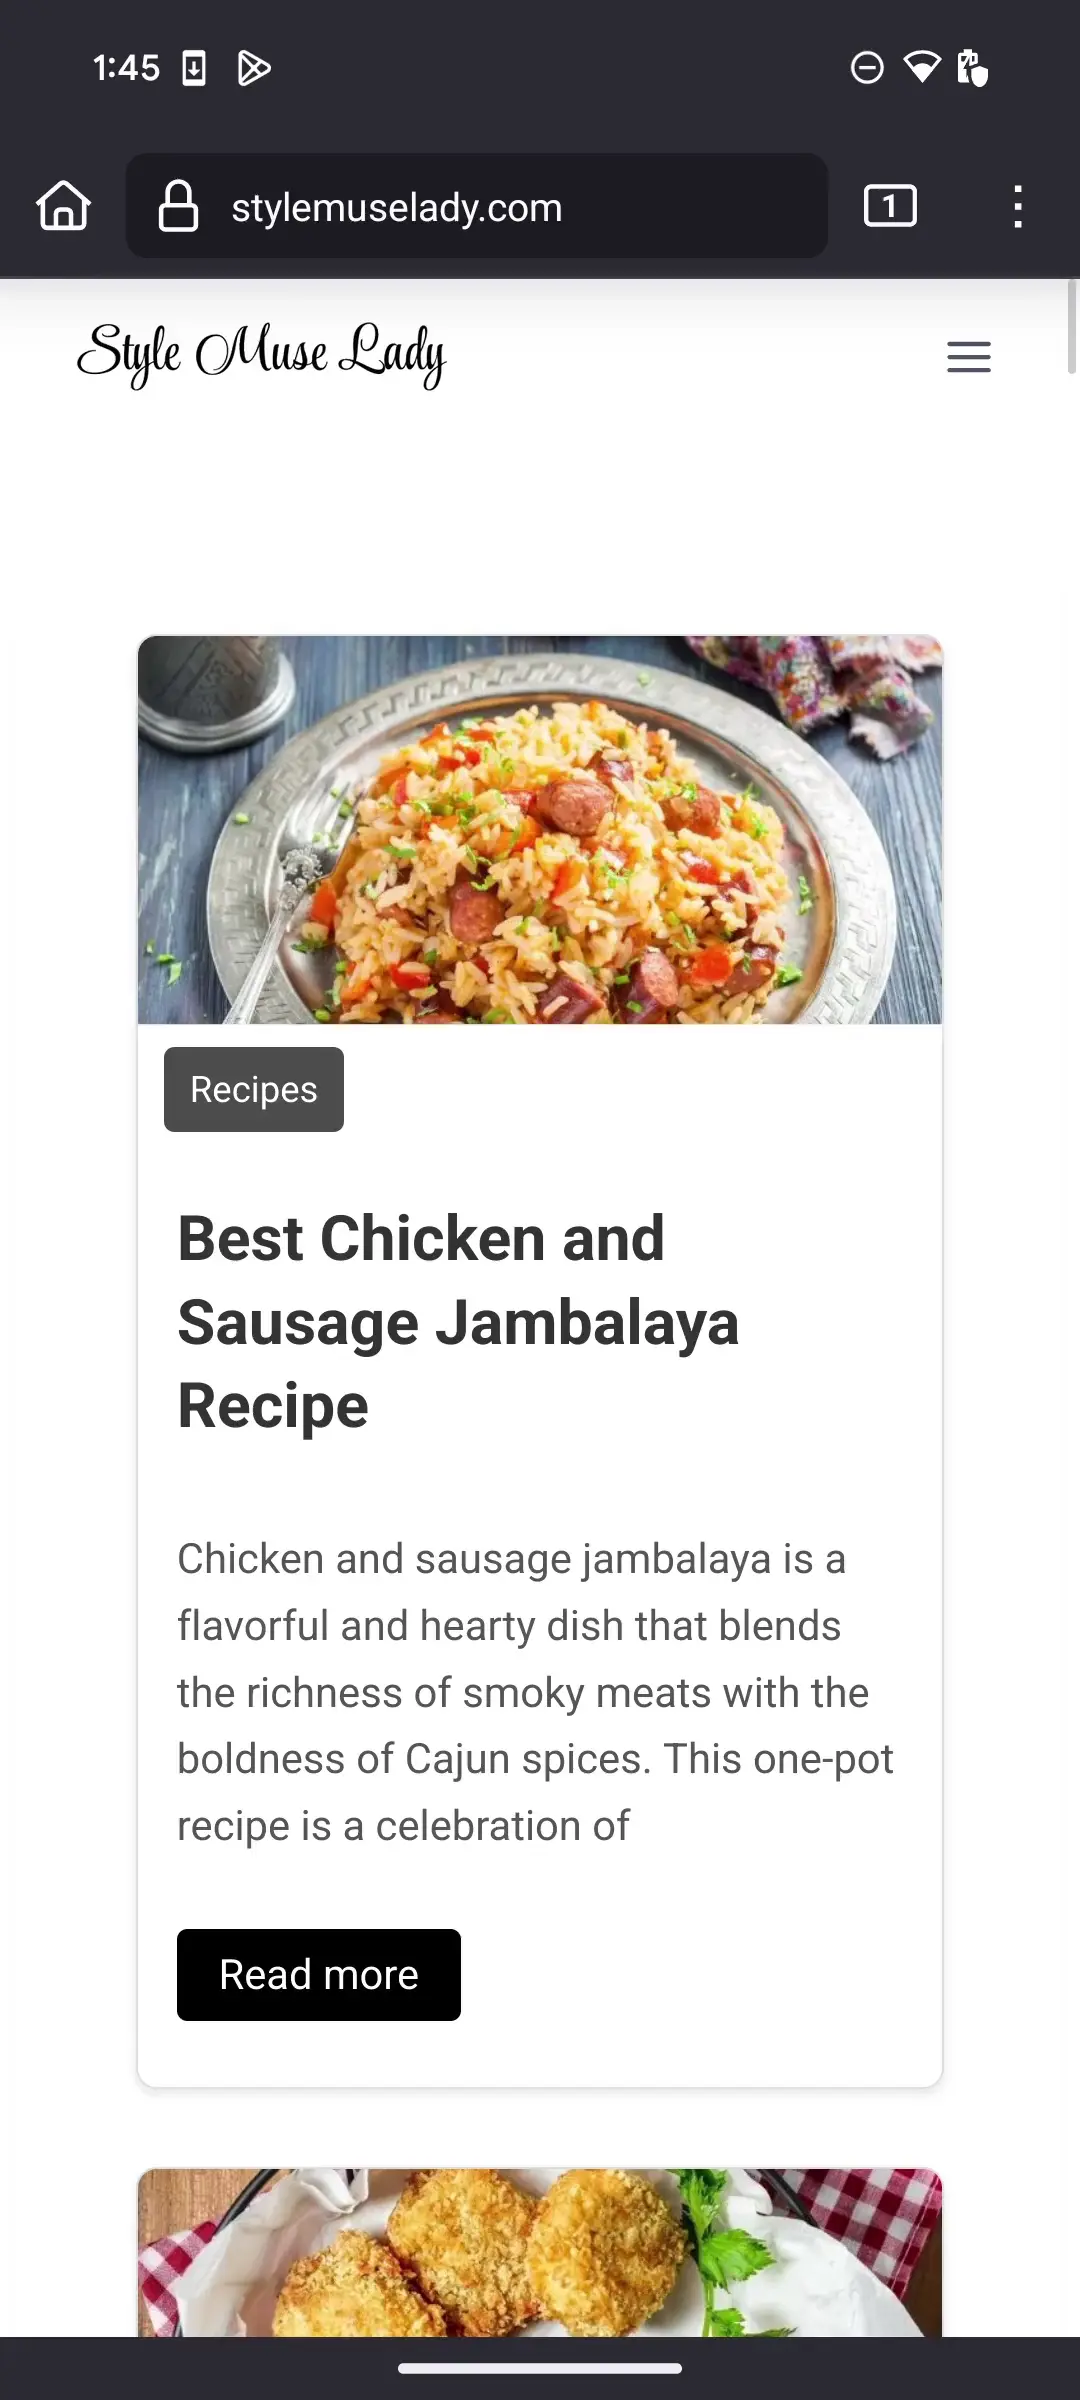 1:45
stylemuselady.com
1
Style Muse Lady
Recipes
Best Chicken and
Sausage Jambalaya
Recipe
Chicken and sausage jambalaya is a
flavorful and hearty dish that blends
the richness of smoky meats with the
boldness of Cajun spices. This one-pot
recipe is a celebration of
Read more